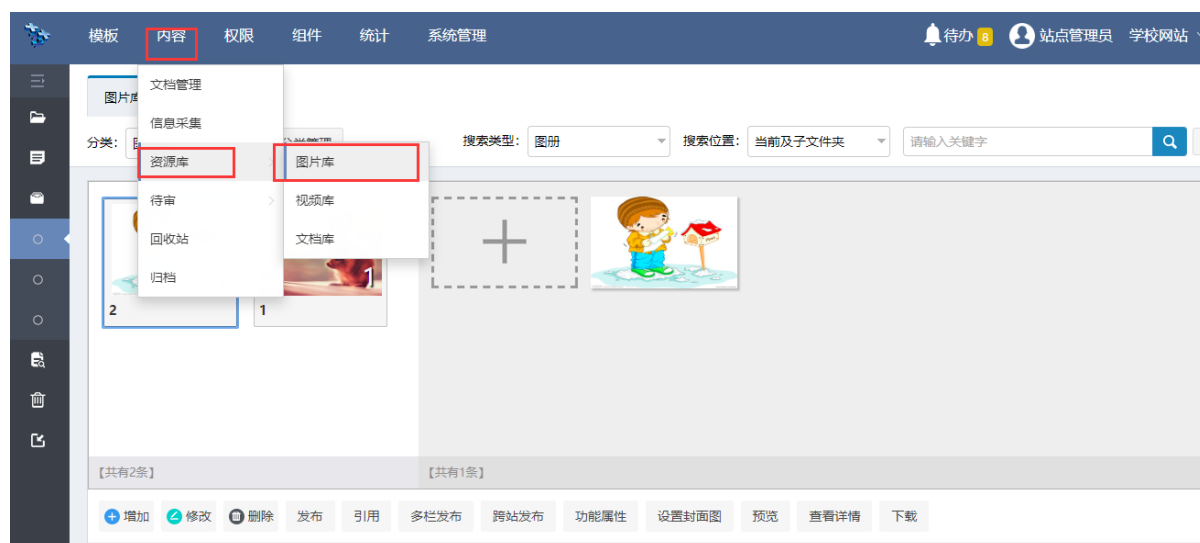 模板 内容 权限 组件 统计 系统管理 待办 8 站点管理员 学校网站
文档管理
信息采集
资源库
待审
回收站
归档
图片库
视频库
文档库
分类： 搜索类型： 图册 搜索位置： 当前及子文件夹 请输入关键字
1
2 1
【共有2条】 【共有1条】
增加 修改 删除 发布 引用 多栏发布 跨站发布 功能属性 设置封面图 预览 查看详情 下载